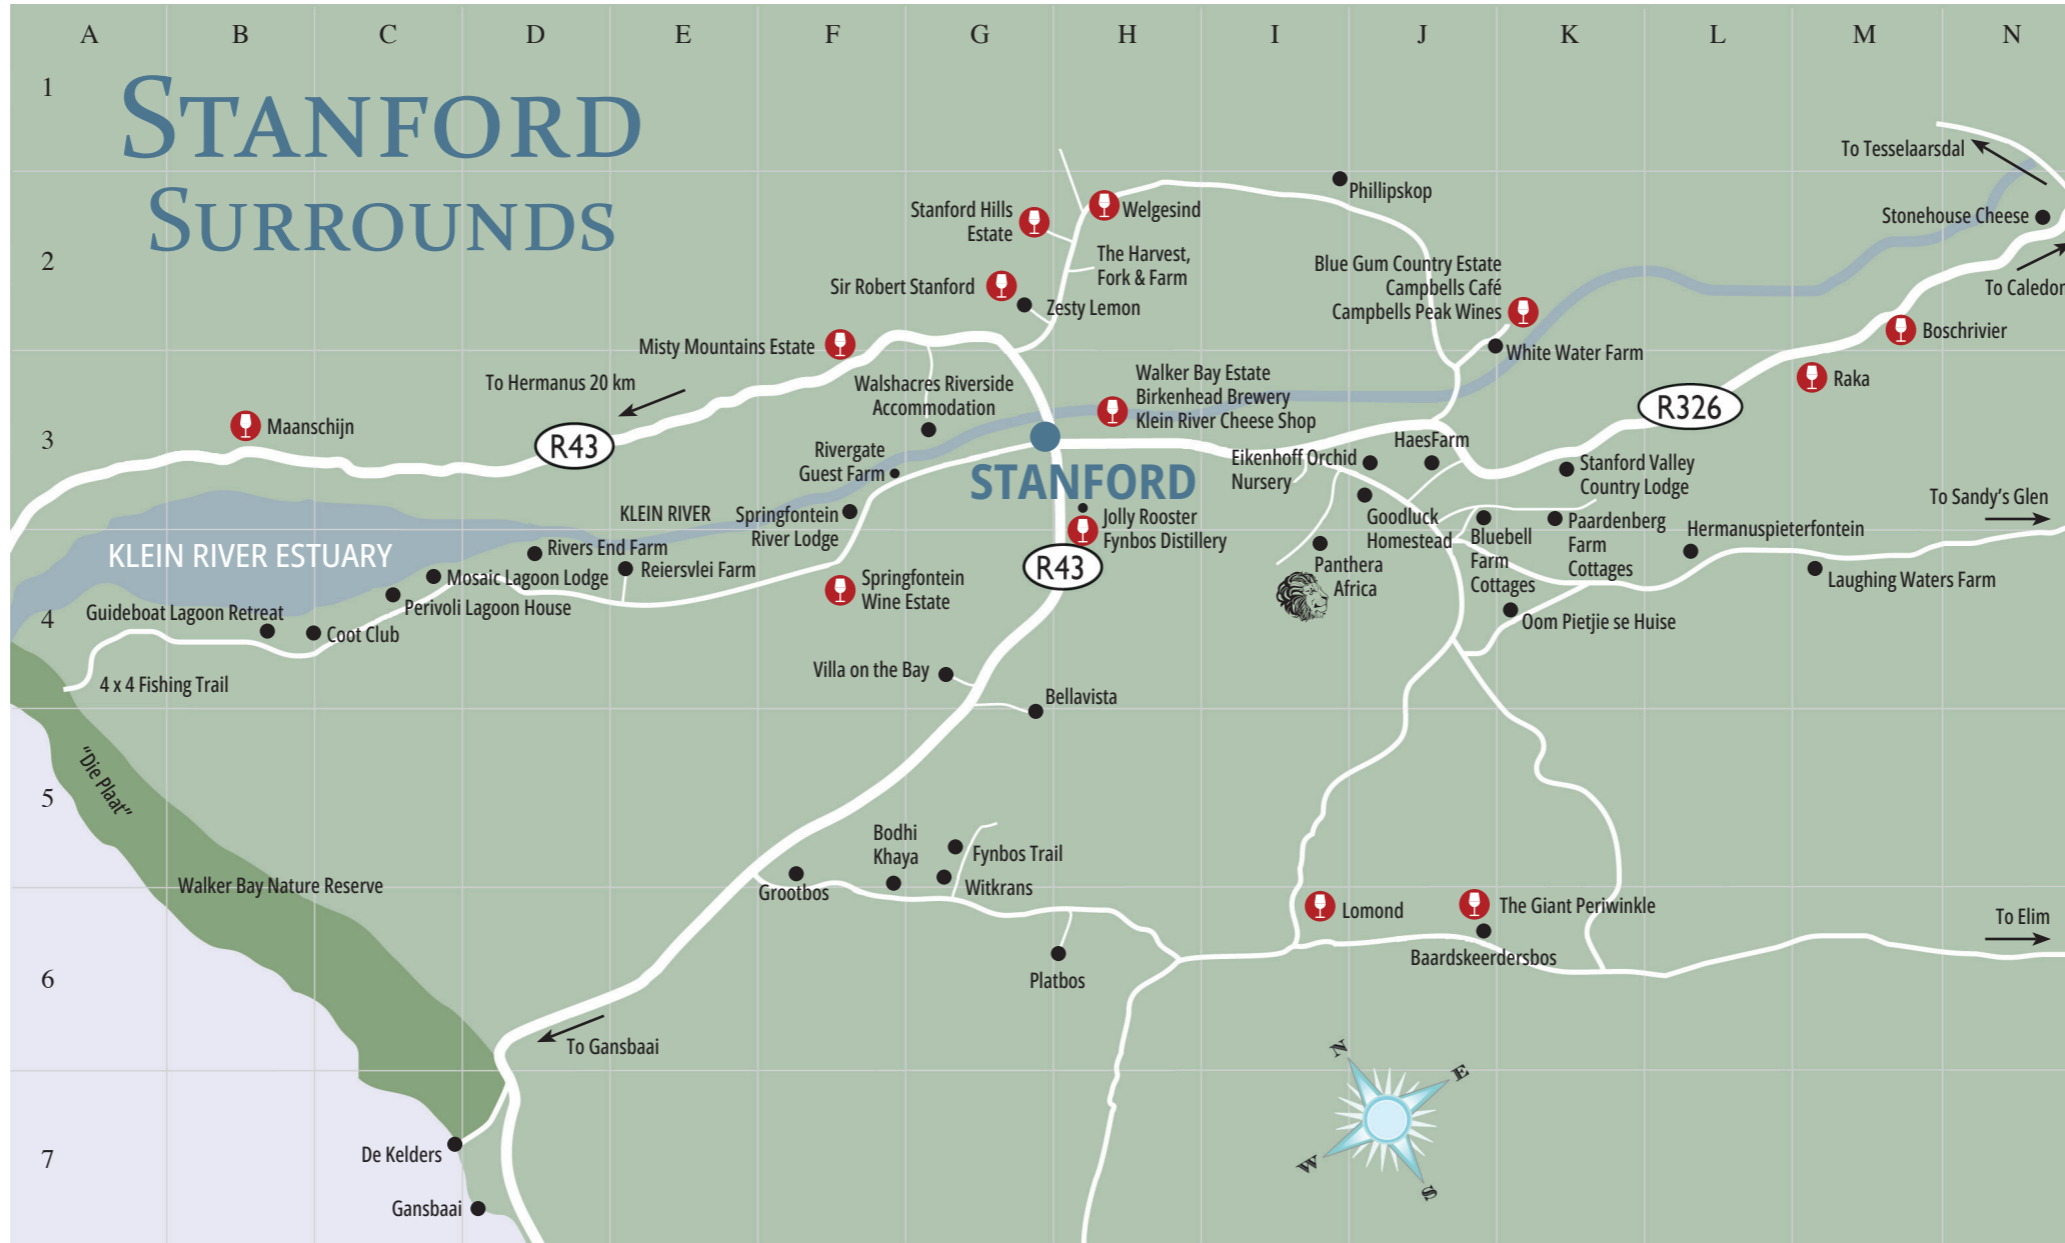 A B C D E F G H I J K L M N
1
2
3
4
5
6
7
STANFORD
SURROUNDS
To Tesselaarsdal
Stonehouse Cheese
To Caledon
Phillipskop
Welgesind
Stanford Hills
Estate
The Harvest,
Fork & Farm
Sir Robert Stanford
Zesty Lemon
Blue Gum Country Estate
Campbells Café
Campbells Peak Wines
White Water Farm
Boschrivier
Raka
R326
Misty Mountains Estate
To Hermanus 20 km
R43
Maanschijn
Walshacres Riverside
Accommodation
Walker Bay Estate
Birkenhead Brewery
Klein River Cheese Shop
Rivergate
Guest Farm
STANFORD
Eikenhoff Orchid
Nursery
HaesFarm
Stanford Valley
Country Lodge
To Sandy's Glen
KLEIN RIVER
Springfontein
River Lodge
Jolly Rooster
Fynbos Distillery
R43
Goodluck
Homestead
Bluebell
Farm
Cottages
Paardenberg
Farm
Cottages
Hermanuspieterfontein
Laughing Waters Farm
KLEIN RIVER ESTUARY
Rivers End Farm
Mosaic Lagoon Lodge
Reiersvlei Farm
Perivoli Lagoon House
Springfontein
Wine Estate
Panthera
Africa
Guideboat Lagoon Retreat
Coot Club
Oom Pietjie se Huise
4 x 4 Fishing Trail
Villa on the Bay
Bellavista
"Die Plaat"
Walker Bay Nature Reserve
Bodhi
Khaya
Fynbos Trail
Grootbos
Witkrans
Lomond
The Giant Periwinkle
To Elim
Baardskeerdersbos
Platbos
To Gansbaai
De Kelders
Gansbaai
N
E
W
S